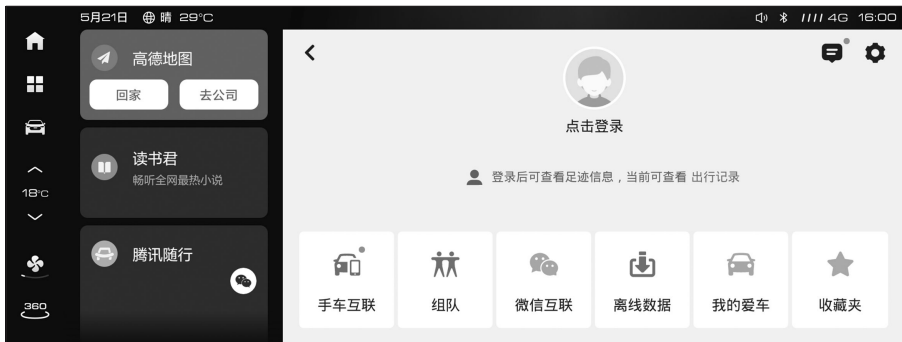 5月21日 晴 29°C
4G 16:00
高德地图
回家 去公司
读书君
畅听全网最热小说
腾讯随行
18°C
360
点击登录
登录后可查看足迹信息，当前可查看 出行记录
手车互联 组队 微信互联 离线数据 我的爱车 收藏夹